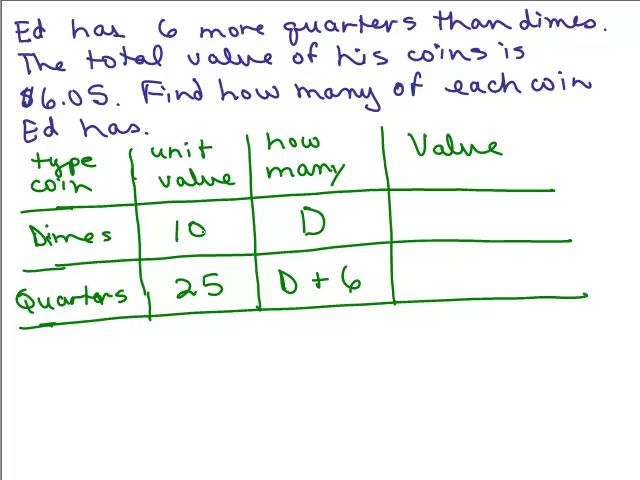 Ed has 6 more quarters than dimes.
The total value of his coins is
$6.05. Find how many of each coin
Ed has.
type coin | unit value | how many | Value
Dimes | 10 | D |
Quarters | 25 | D + 6 |